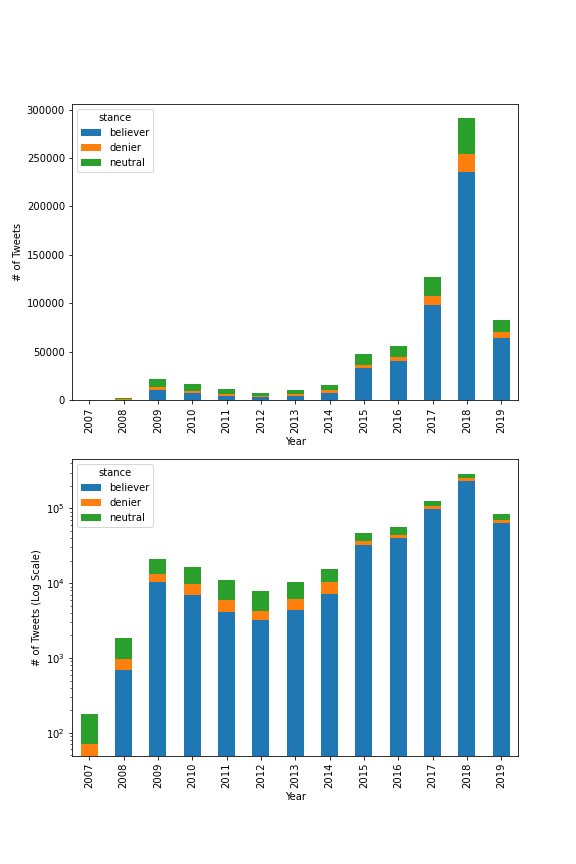 300000
250000
200000
150000
100000
50000
0
# of Tweets
stance
believer
denier
neutral
2007 2008 2009 2010 2011 2012 2013 2014 2015 2016 2017 2018 2019
Year
10^5
10^4
10^3
10^2
# of Tweets (Log Scale)
stance
believer
denier
neutral
2007 2008 2009 2010 2011 2012 2013 2014 2015 2016 2017 2018 2019
Year